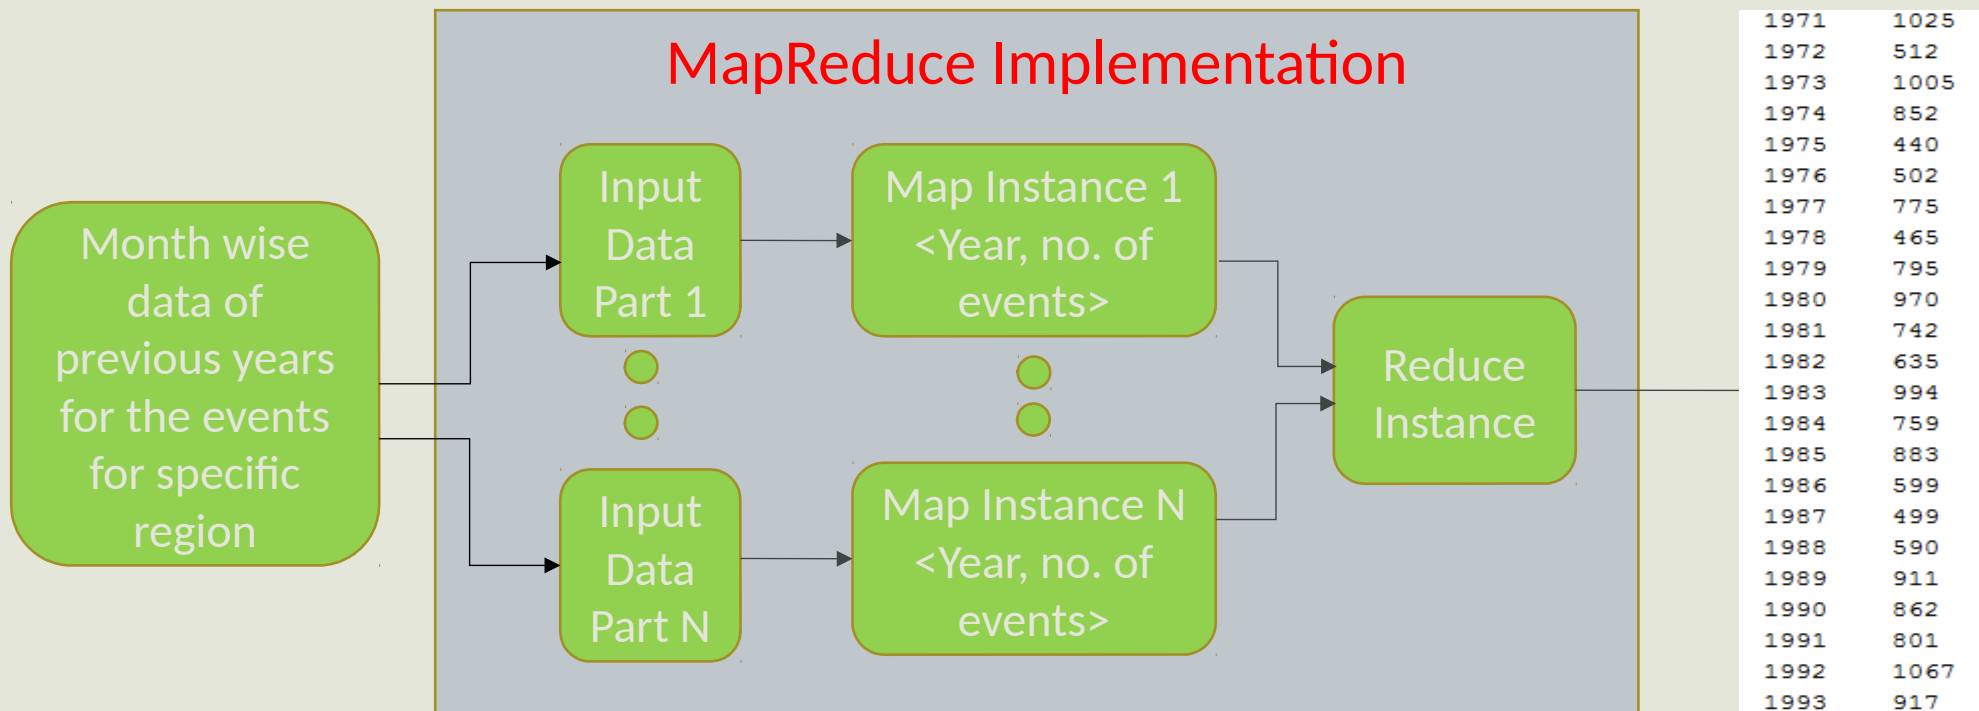 MapReduce Implementation
Month wise
data of
previous years
for the events
for specific
region
Input
Data
Part 1
Map Instance 1
<Year, no. of
events>
Input
Data
Part N
Map Instance N
<Year, no. of
events>
Reduce
Instance
1971 1025
1972 512
1973 1005
1974 852
1975 440
1976 502
1977 775
1978 465
1979 795
1980 970
1981 742
1982 635
1983 994
1984 759
1985 883
1986 599
1987 499
1988 590
1989 911
1990 862
1991 801
1992 1067
1993 917